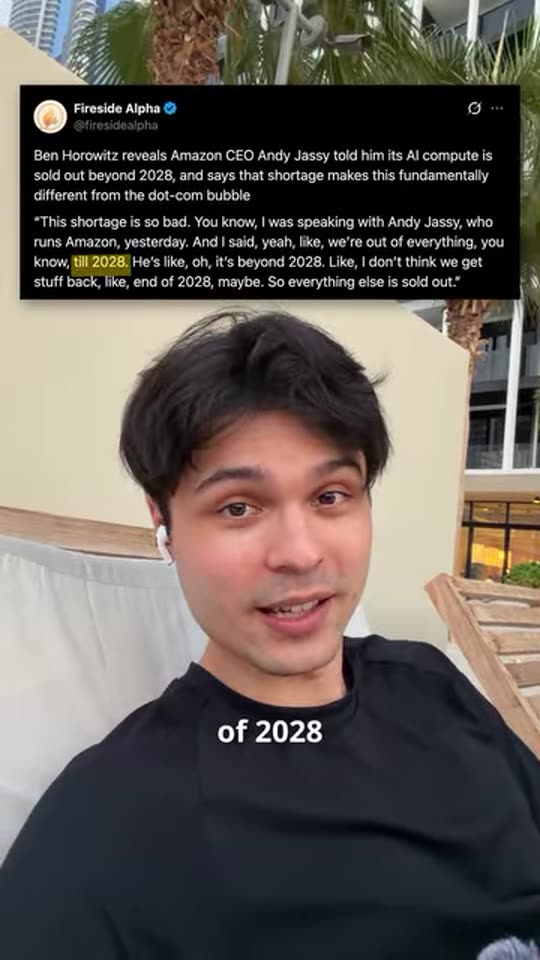 Fireside Alpha
@firesidealpha
Ben Horowitz reveals Amazon CEO Andy Jassy told him its AI compute is
sold out beyond 2028, and says that shortage makes this fundamentally
different from the dot-com bubble
“This shortage is so bad. You know, I was speaking with Andy Jassy, who
runs Amazon, yesterday. And I said, yeah, like, we’re out of everything, you
know, till 2028. He’s like, oh, it’s beyond 2028. Like, I don’t think we get
stuff back, like, end of 2028, maybe. So everything else is sold out.”
of 2028